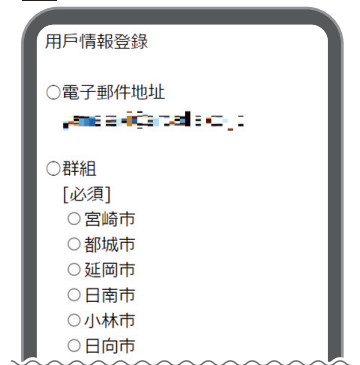 用戶情報登錄
○電子郵件地址
○群組
[必須]
○宮崎市
○都城市
○延岡市
○日南市
○小林市
○日向市